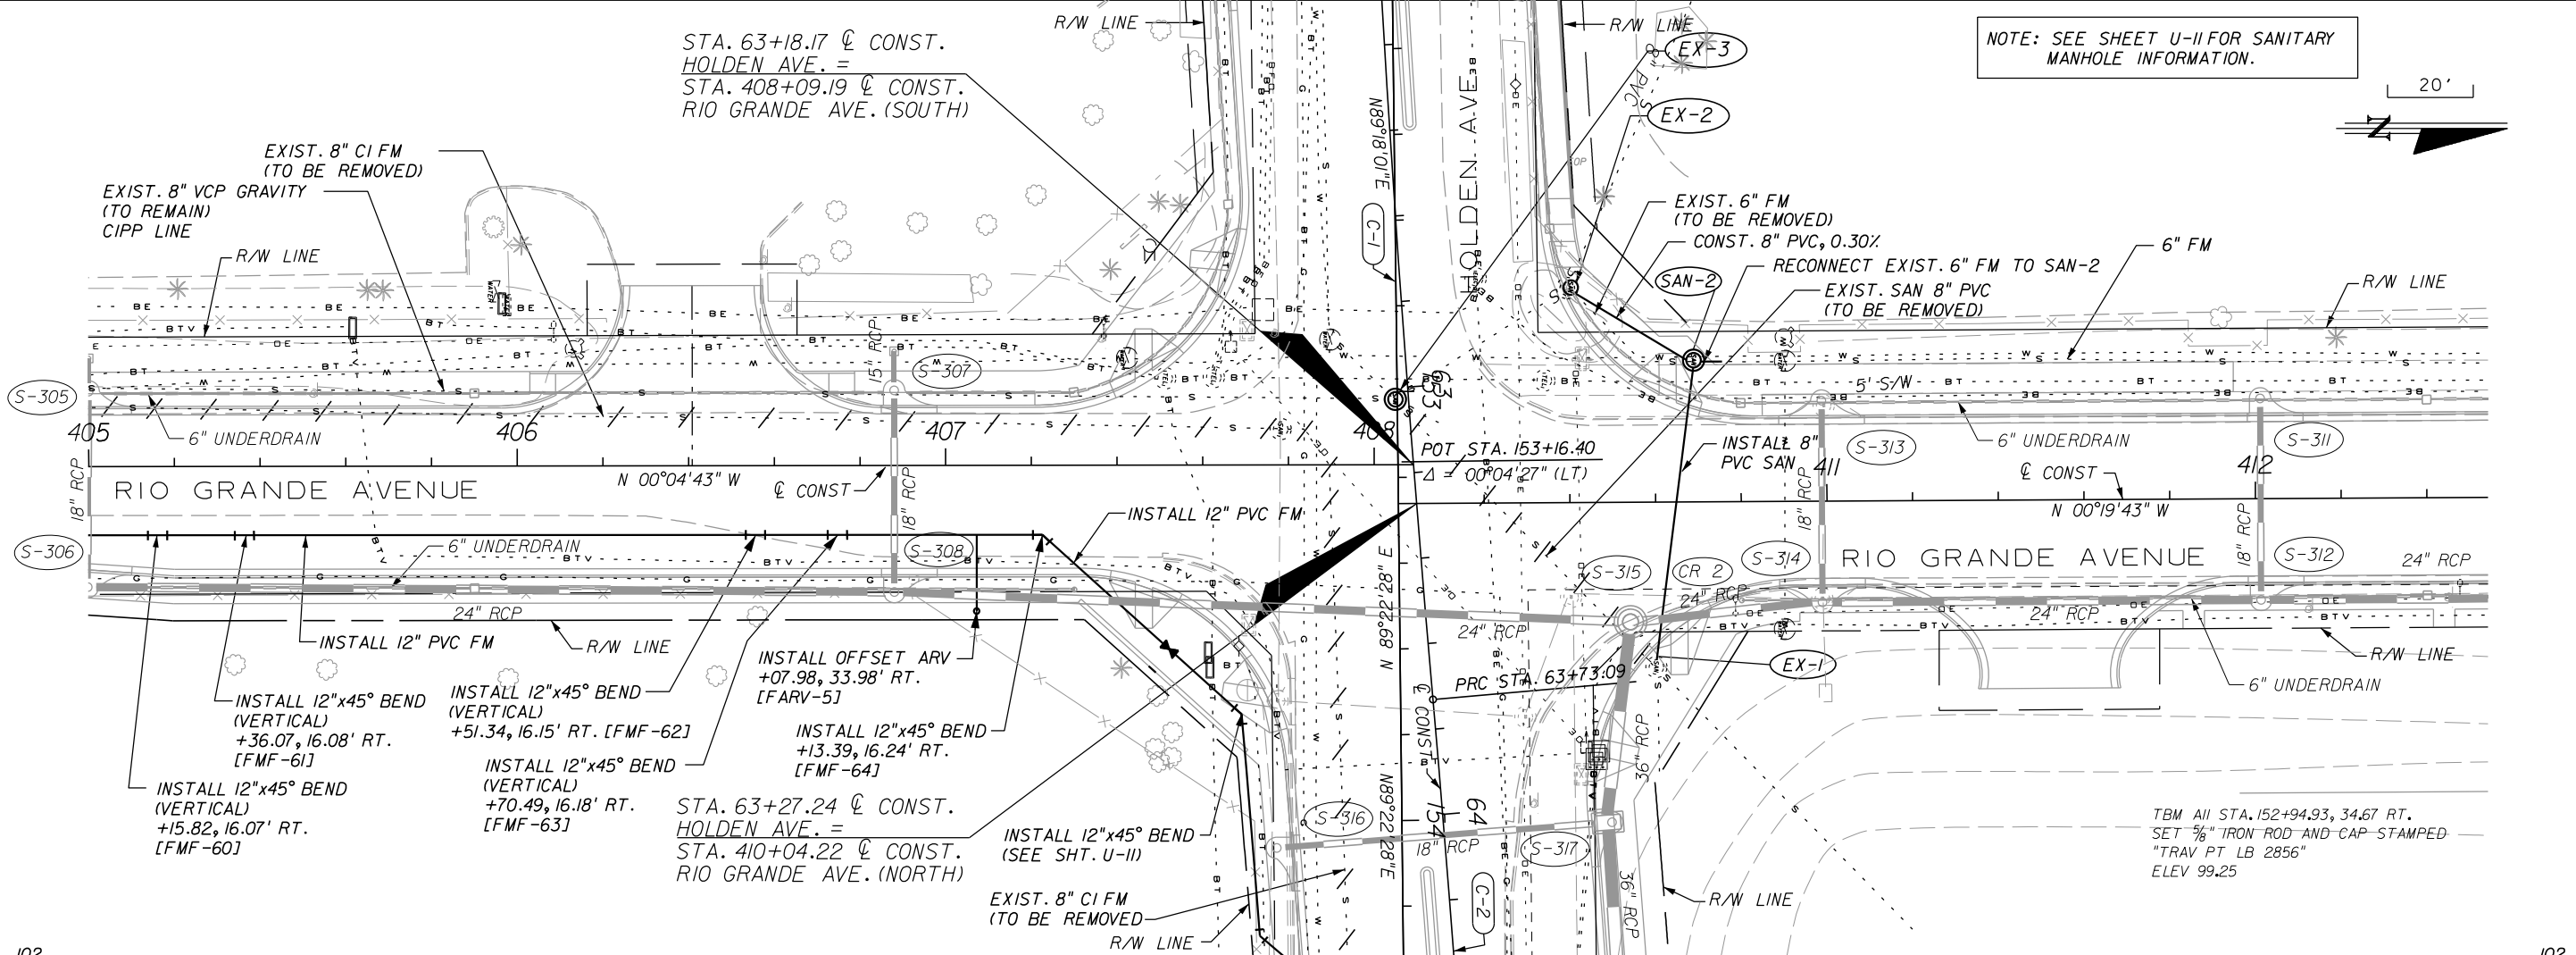 R/W LINE
STA. 63+18.17 ℄ CONST.
HOLDEN AVE. =
STA. 408+09.19 ℄ CONST.
RIO GRANDE AVE. (SOUTH)
R/W LINE
EX-3
8" PVC
EX-2
NOTE: SEE SHEET U-11 FOR SANITARY
MANHOLE INFORMATION.
20'
N
EXIST. 8" CI FM
(TO BE REMOVED)
EXIST. 8" VCP GRAVITY
(TO REMAIN)
CIPP LINE
R/W LINE
N89°18'01"E
C-1
HOLDEN AVE.
EXIST. 6" FM
(TO BE REMOVED)
CONST. 8" PVC, 0.30%
SAN-2
RECONNECT EXIST. 6" FM TO SAN-2
EXIST. SAN 8" PVC
(TO BE REMOVED)
6" FM
R/W LINE
S-305
405
6" UNDERDRAIN
406
15" RCP
S-307
407
408
63
153
POT STA. 153+16.40
Δ = 00°04'27" (LT)
5' S/W
INSTALL 8"
PVC SAN
411
S-313
6" UNDERDRAIN
S-311
412
℄ CONST
N 00°19'43" W
18" RCP
RIO GRANDE AVENUE
N 00°04'43" W
℄ CONST
18" RCP
S-306
6" UNDERDRAIN
S-308
INSTALL 12" PVC FM
N 89°22'28" E
18" RCP
S-314
RIO GRANDE AVENUE
18" RCP
S-312
24" RCP
S-315
CR 2
24" RCP
24" RCP
24" RCP
24" RCP
INSTALL 12" PVC FM
R/W LINE
EX-1
R/W LINE
6" UNDERDRAIN
PRC STA. 63+73.09
℄ CONST
INSTALL OFFSET ARV
+07.98, 33.98' RT.
[FARV-5]
INSTALL 12"x45° BEND
(VERTICAL)
+36.07, 16.08' RT.
[FMF-61]
INSTALL 12"x45° BEND
(VERTICAL)
+51.34, 16.15' RT. [FMF-62]
INSTALL 12"x45° BEND
+13.39, 16.24' RT.
[FMF-64]
INSTALL 12"x45° BEND
(VERTICAL)
+70.49, 16.18' RT.
[FMF-63]
INSTALL 12"x45° BEND
(VERTICAL)
+15.82, 16.07' RT.
[FMF-60]
STA. 63+27.24 ℄ CONST.
HOLDEN AVE. =
STA. 410+04.22 ℄ CONST.
RIO GRANDE AVE. (NORTH)
INSTALL 12"x45° BEND
(SEE SHT. U-11)
EXIST. 8" CI FM
(TO BE REMOVED
R/W LINE
S-316
18" RCP
S-317
N89°22'28"E
154
64
C-2
36" RCP
36" RCP
R/W LINE
TBM A11 STA. 152+94.93, 34.67 RT.
SET 5/8" IRON ROD AND CAP STAMPED
"TRAV PT LB 2856"
ELEV 99.25
102
102